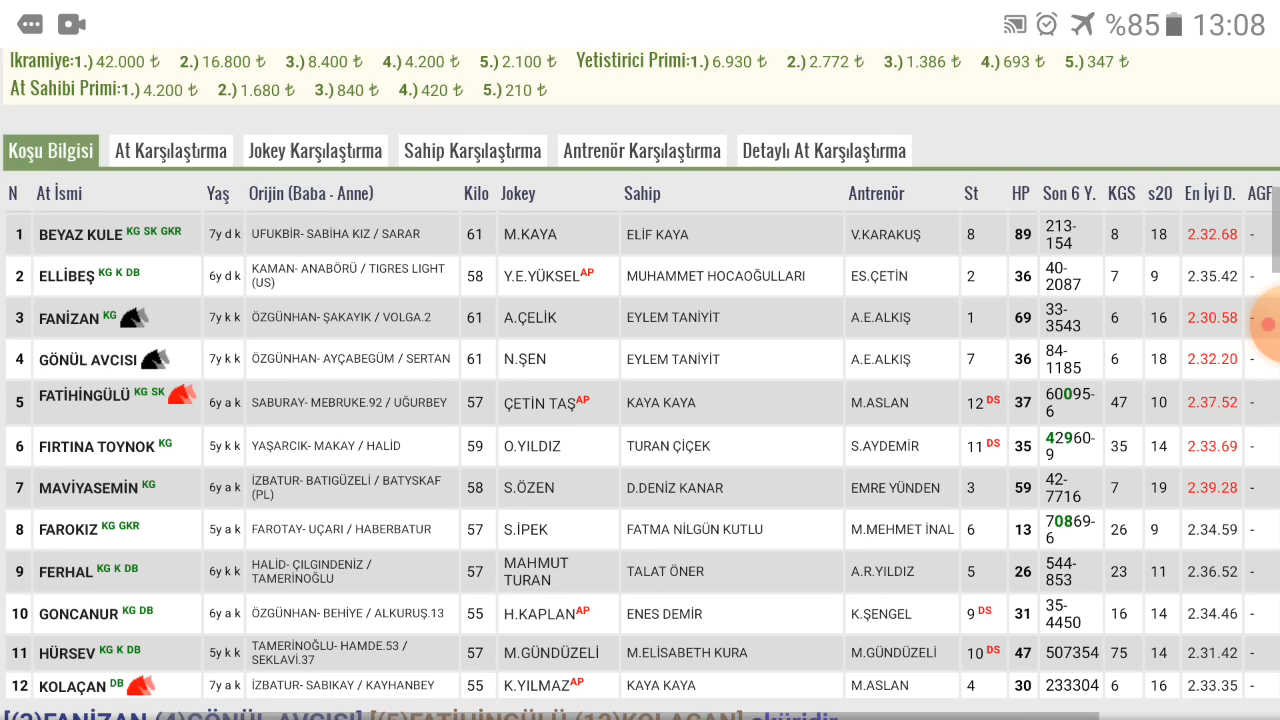 %85 13:08
İkramiye:1.) 42.000 ₺ 2.) 16.800 ₺ 3.) 8.400 ₺ 4.) 4.200 ₺ 5.) 2.100 ₺ Yetistirici Primi:1.) 6.930 ₺ 2.) 2.772 ₺ 3.) 1.386 ₺ 4.) 693 ₺ 5.) 347 ₺
At Sahibi Primi:1.) 4.200 ₺ 2.) 1.680 ₺ 3.) 840 ₺ 4.) 420 ₺ 5.) 210 ₺
Koşu Bilgisi At Karşılaştırma Jokey Karşılaştırma Sahip Karşılaştırma Antrenör Karşılaştırma Detaylı At Karşılaştırma
N At İsmi Yaş Orijin (Baba - Anne) Kilo Jokey Sahip Antrenör St HP Son 6 Y. KGS s20 En İyi D. AGF
1 BEYAZ KULE KG SK GKR 7y d k UFUKBİR- SABİHA KIZ / SARAR 61 M.KAYA ELİF KAYA V.KARAKUŞ 8 89 213-154 8 18 2.32.68 -
2 ELLİBEŞ KG K DB 6y d k KAMAN- ANABÖRÜ / TIGRES LIGHT (US) 58 Y.E.YÜKSEL AP MUHAMMET HOCAOĞULLARI ES.ÇETİN 2 36 40-2087 7 9 2.35.42 -
3 FANİZAN KG 7y k k ÖZGÜNHAN- ŞAKAYIK / VOLGA.2 61 A.ÇELİK EYLEM TANİYİT A.E.ALKIŞ 1 69 33-3543 6 16 2.30.58 -
4 GÖNÜL AVCISI 7y k k ÖZGÜNHAN- AYÇABEGÜM / SERTAN 61 N.ŞEN EYLEM TANİYİT A.E.ALKIŞ 7 36 84-1185 6 18 2.32.20 -
5 FATİHİNGÜLÜ KG SK 6y a k SABURAY- MEBRUKE.92 / UĞURBEY 57 ÇETİN TAŞ AP KAYA KAYA M.ASLAN 12 DS 37 60095-6 47 10 2.37.52 -
6 FIRTINA TOYNOK KG 5y k k YAŞARCIK- MAKAY / HALİD 59 O.YILDIZ TURAN ÇİÇEK S.AYDEMİR 11 DS 35 42960-9 35 14 2.33.69 -
7 MAVİYASEMİN KG 6y a k İZBATUR- BATIGÜZELİ / BATYSKAF (PL) 58 S.ÖZEN D.DENİZ KANAR EMRE YÜNDEN 3 59 42-7716 7 19 2.39.28 -
8 FAROKIZ KG GKR 5y a k FAROTAY- UÇARI / HABERBATUR 57 S.İPEK FATMA NİLGÜN KUTLU M.MEHMET İNAL 6 13 70869-6 26 9 2.34.59 -
9 FERHAL KG K DB 6y k k HALİD- ÇILGINDENİZ / TAMERİNOĞLU 57 MAHMUT TURAN TALAT ÖNER A.R.YILDIZ 5 26 544-853 23 11 2.36.52 -
10 GONCANUR KG DB 6y a k ÖZGÜNHAN- BEHİYE / ALKURUŞ.13 55 H.KAPLAN AP ENES DEMİR K.ŞENGEL 9 DS 31 35-4450 16 14 2.34.46 -
11 HÜRSEV KG K DB 5y k k TAMERİNOĞLU- HAMDE.53 / SEKLAVİ.37 57 M.GÜNDÜZELİ M.ELİSABETH KURA M.GÜNDÜZELİ 10 DS 47 507354 75 14 2.31.42 -
12 KOLAÇAN DB 7y a k İZBATUR- SABIKAY / KAYHANBEY 55 K.YILMAZ AP KAYA KAYA M.ASLAN 4 30 233304 6 16 2.33.35 -
[(3)FANİZAN (4)GÖNÜL AVCISI] [(5)FATİHİNGÜLÜ (12)KOLAÇAN] eküridir